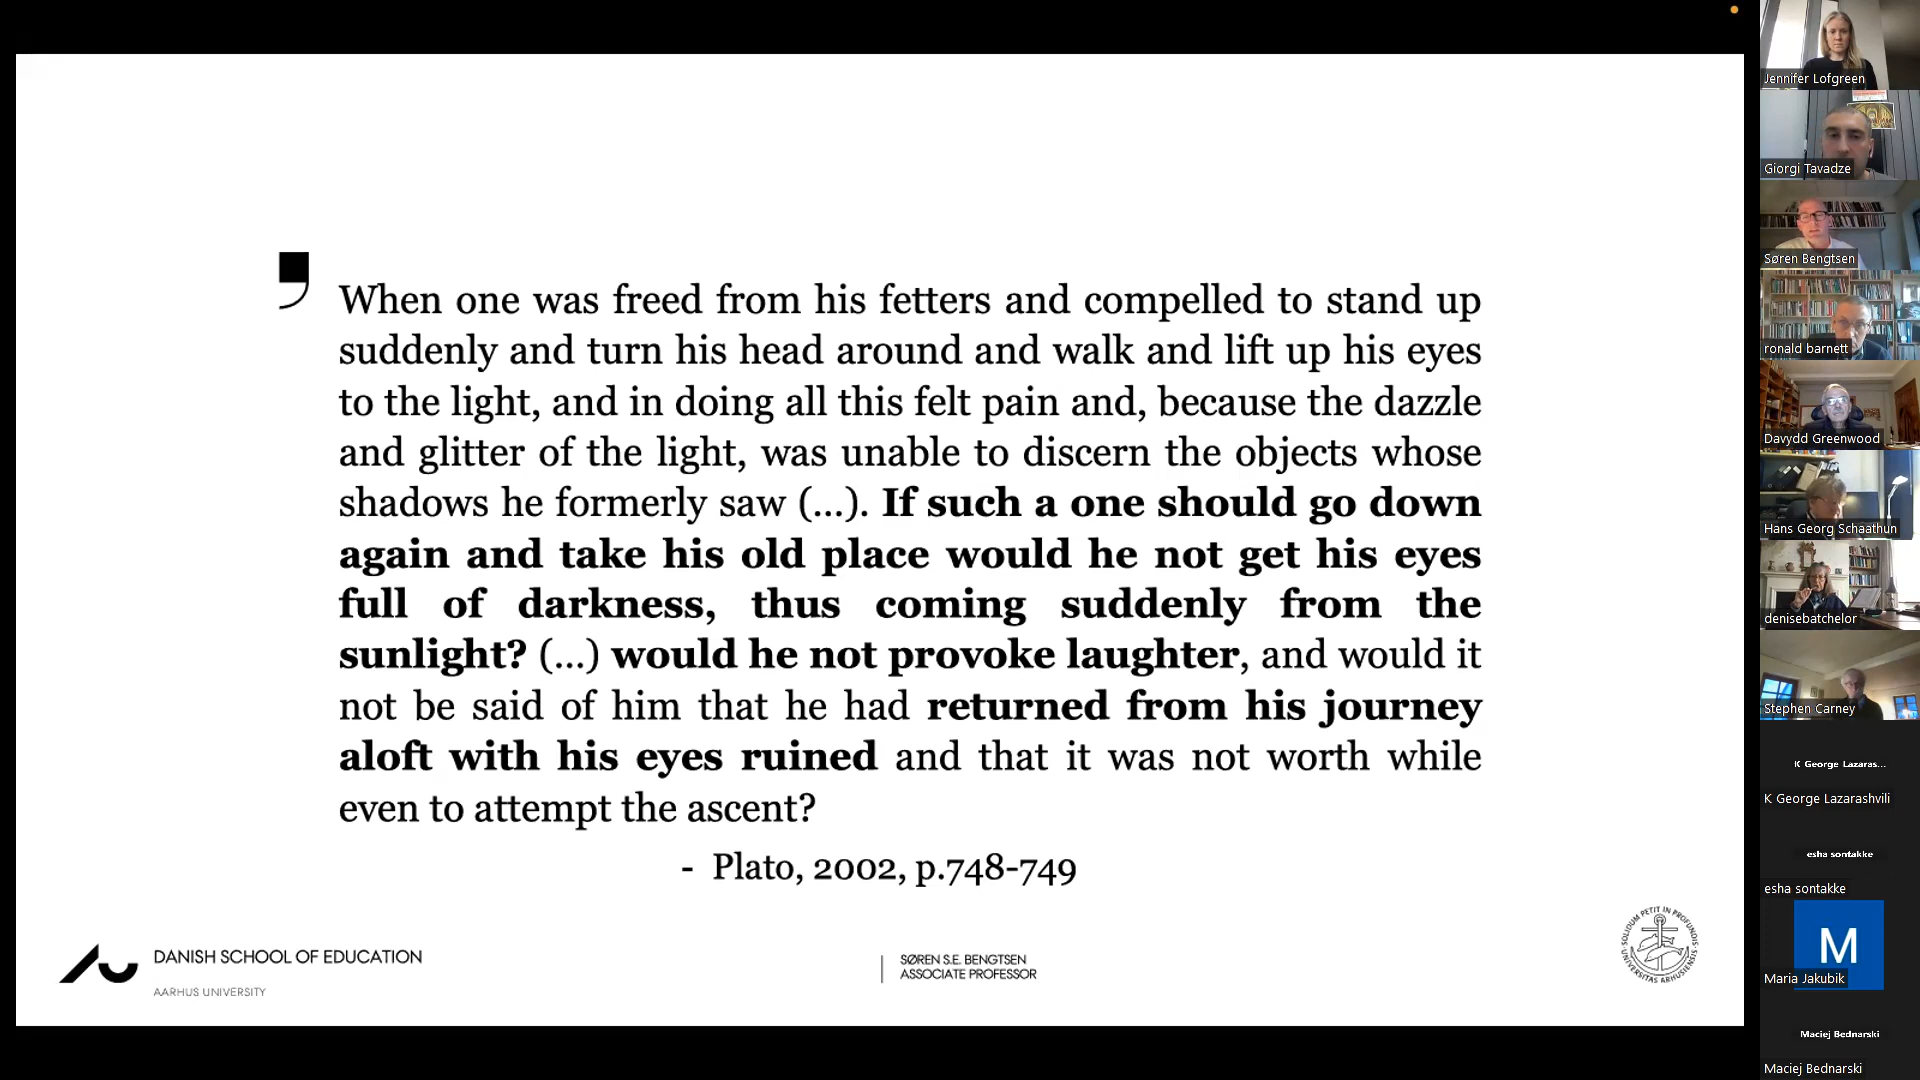 When one was freed from his fetters and compelled to stand up
suddenly and turn his head around and walk and lift up his eyes
to the light, and in doing all this felt pain and, because the dazzle
and glitter of the light, was unable to discern the objects whose
shadows he formerly saw (...). If such a one should go down
again and take his old place would he not get his eyes
full of darkness, thus coming suddenly from the
sunlight? (...) would he not provoke laughter, and would it
not be said of him that he had returned from his journey
aloft with his eyes ruined and that it was not worth while
even to attempt the ascent?
- Plato, 2002, p.748-749
DANISH SCHOOL OF EDUCATION
AARHUS UNIVERSITY
SØREN S.E. BENGTSEN
ASSOCIATE PROFESSOR
SOLIDUM PETIT IN PROFUNDIS
UNIVERSITAS ARHUSIENSIS
Jennifer Lofgreen
Giorgi Tavadze
Søren Bengtsen
ronald barnett
Davydd Greenwood
Hans Georg Schaathun
denisebatchelor
Stephen Carney
K George Lazaras...
K George Lazarashvili
esha sontakke
esha sontakke
M
Maria Jakubik
Maciej Bednarski
Maciej Bednarski